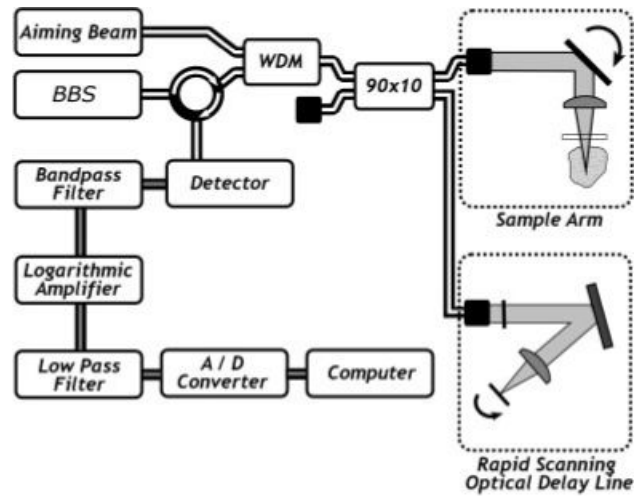 Aiming Beam
WDM
BBS
90x10
Bandpass
Filter
Detector
Sample Arm
Logarithmic
Amplifier
Low Pass
Filter
A / D
Converter
Computer
Rapid Scanning
Optical Delay Line